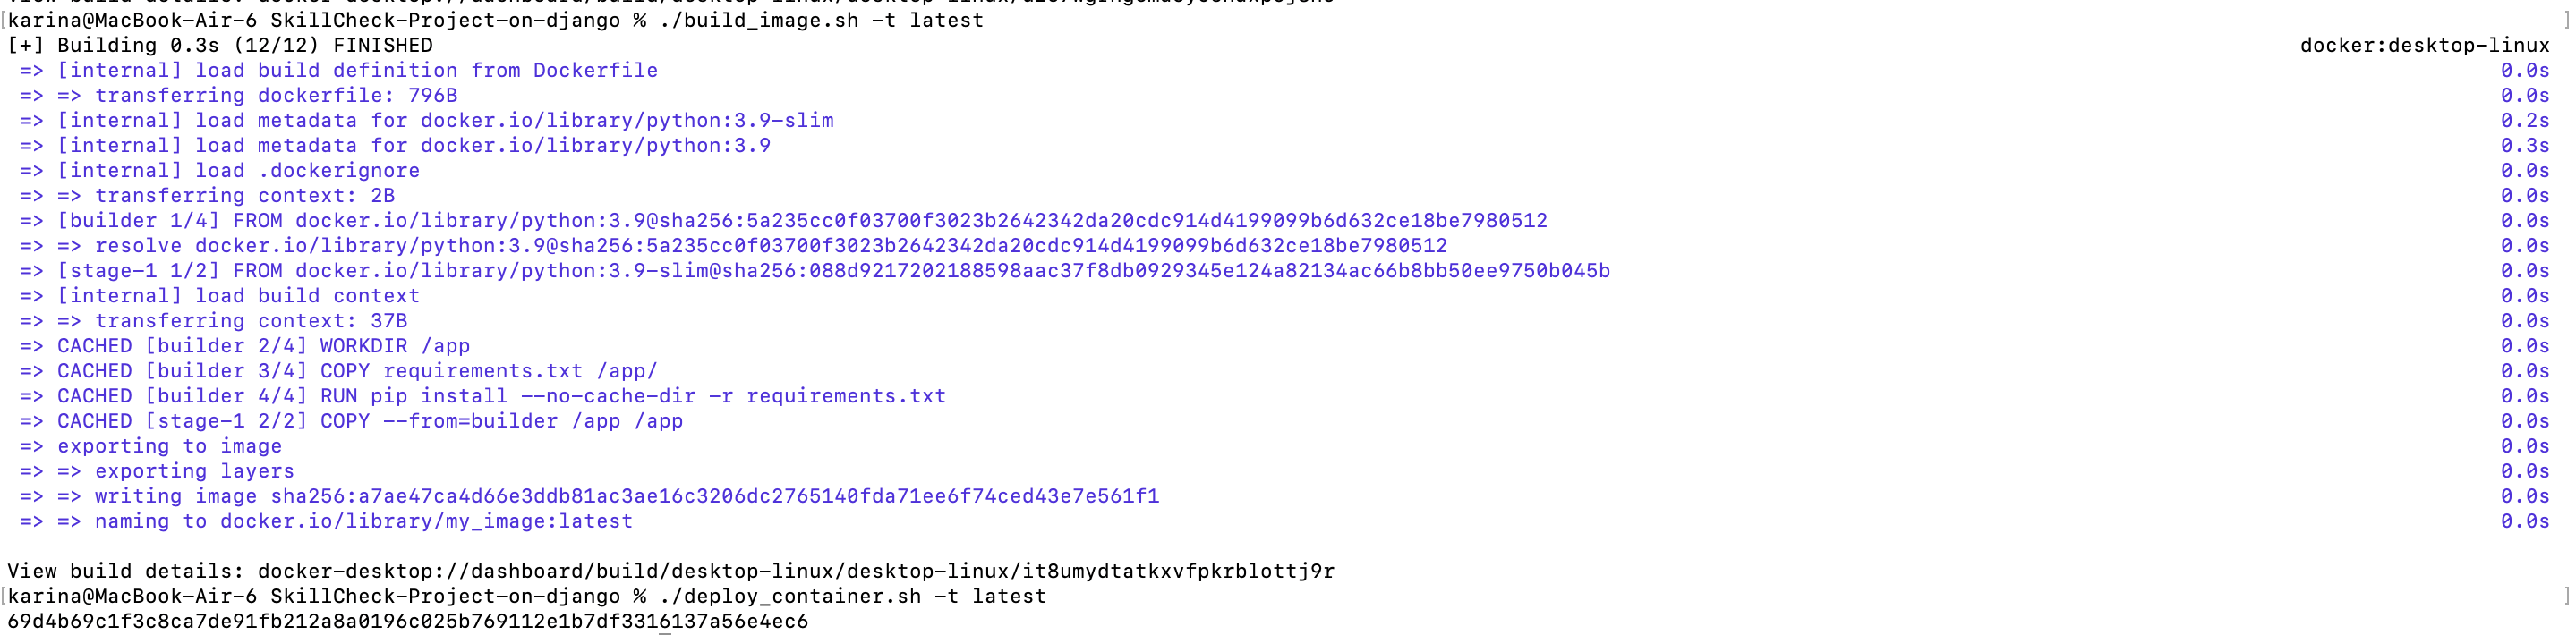 karina@MacBook-Air-6 SkillCheck-Project-on-django % ./build_image.sh -t latest
[+] Building 0.3s (12/12) FINISHED docker:desktop-linux
=> [internal] load build definition from Dockerfile 0.0s
=> => transferring dockerfile: 796B 0.0s
=> [internal] load metadata for docker.io/library/python:3.9-slim 0.2s
=> [internal] load metadata for docker.io/library/python:3.9 0.3s
=> [internal] load .dockerignore 0.0s
=> => transferring context: 2B 0.0s
=> [builder 1/4] FROM docker.io/library/python:3.9@sha256:5a235cc0f03700f3023b2642342da20cdc914d4199099b6d632ce18be7980512 0.0s
=> => resolve docker.io/library/python:3.9@sha256:5a235cc0f03700f3023b2642342da20cdc914d4199099b6d632ce18be7980512 0.0s
=> [stage-1 1/2] FROM docker.io/library/python:3.9-slim@sha256:088d9217202188598aac37f8db0929345e124a82134ac66b8bb50ee9750b045b 0.0s
=> [internal] load build context 0.0s
=> => transferring context: 37B 0.0s
=> CACHED [builder 2/4] WORKDIR /app 0.0s
=> CACHED [builder 3/4] COPY requirements.txt /app/ 0.0s
=> CACHED [builder 4/4] RUN pip install --no-cache-dir -r requirements.txt 0.0s
=> CACHED [stage-1 2/2] COPY --from=builder /app /app 0.0s
=> exporting to image 0.0s
=> => exporting layers 0.0s
=> => writing image sha256:a7ae47ca4d66e3ddb81ac3ae16c3206dc2765140fda71ee6f74ced43e7e561f1 0.0s
=> => naming to docker.io/library/my_image:latest 0.0s
View build details: docker-desktop://dashboard/build/desktop-linux/desktop-linux/it8umydtatkxvfpkrblottj9r
karina@MacBook-Air-6 SkillCheck-Project-on-django % ./deploy_container.sh -t latest
69d4b69c1f3c8ca7de91fb212a8a0196c025b769112e1b7df3316137a56e4ec6